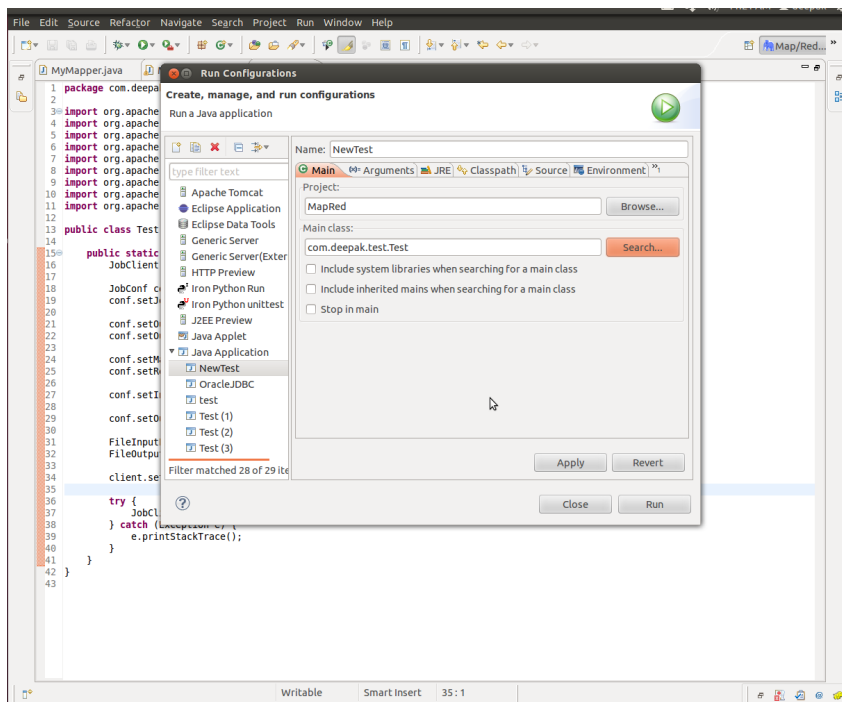 File Edit Source Refactor Navigate Search Project Run Window Help
Map/Red... »
MyMapper.java
Run Configurations
Create, manage, and run configurations
Run a Java application
Name: NewTest
type filter text
Main Arguments JRE Classpath Source Environment »1
Project:
MapRed Browse...
Main class:
com.deepak.test.Test Search...
Include system libraries when searching for a main class
Include inherited mains when searching for a main class
Stop in main
Apache Tomcat
Eclipse Application
Eclipse Data Tools
Generic Server
Generic Server(Exter
HTTP Preview
Iron Python Run
Iron Python unittest
J2EE Preview
Java Applet
Java Application
NewTest
OracleJDBC
test
Test (1)
Test (2)
Test (3)
Filter matched 28 of 29 ite
Apply Revert
Close Run
1 package com.deepa
2
3 import org.apache
4 import org.apache
5 import org.apache
6 import org.apache
7 import org.apache
8 import org.apache
9 import org.apache
10 import org.apache
11 import org.apache
12
13 public class Test
14
15 public static
16 JobClient
17
18 JobConf c
19 conf.setJ
20
21 conf.setO
22 conf.setO
23
24 conf.setM
25 conf.setR
26
27 conf.setI
28
29 conf.setO
30
31 FileInput
32 FileOutpu
33
34 client.se
35
36 try {
37 JobCl
38 } catch (Exception e) {
39 e.printStackTrace();
40 }
41 }
42 }
43
Writable Smart Insert 35 : 1